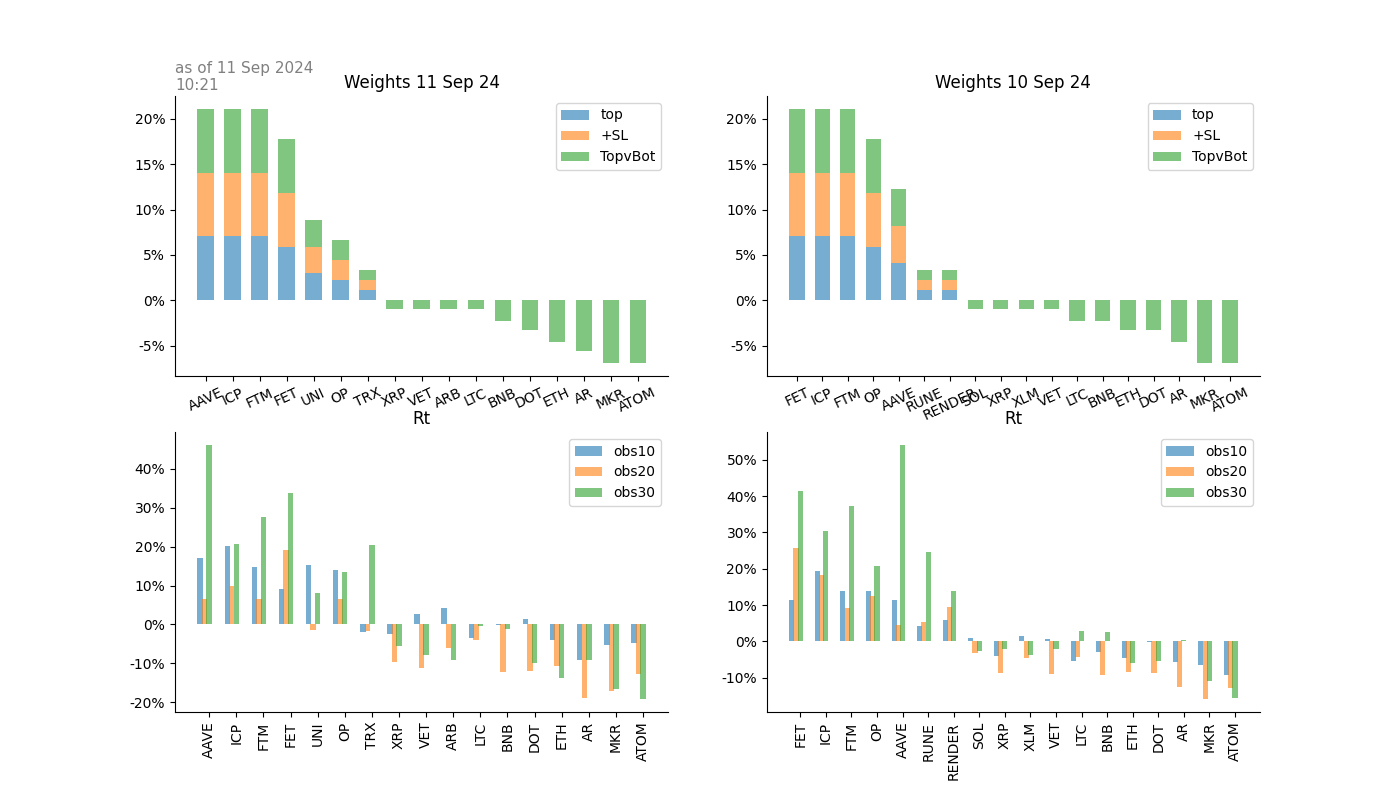 as of 11 Sep 2024
10:21
Weights 11 Sep 24
20%
15%
10%
5%
0%
-5%
top
+SL
TopvBot
AAVE ICP FTM FET UNI OP TRX XRP VET ARB LTC BNB DOT ETH AR MKR ATOM
Weights 10 Sep 24
20%
15%
10%
5%
0%
-5%
top
+SL
TopvBot
FET ICP FTM OP AAVE RUNE RENDER SOL XRP XLM VET LTC BNB ETH DOT AR MKR ATOM
Rt
40%
30%
20%
10%
0%
-10%
-20%
obs10
obs20
obs30
AAVE ICP FTM FET UNI OP TRX XRP VET ARB LTC BNB DOT ETH AR MKR ATOM
Rt
50%
40%
30%
20%
10%
0%
-10%
obs10
obs20
obs30
FET ICP FTM OP AAVE RUNE RENDER SOL XRP XLM VET LTC BNB ETH DOT AR MKR ATOM